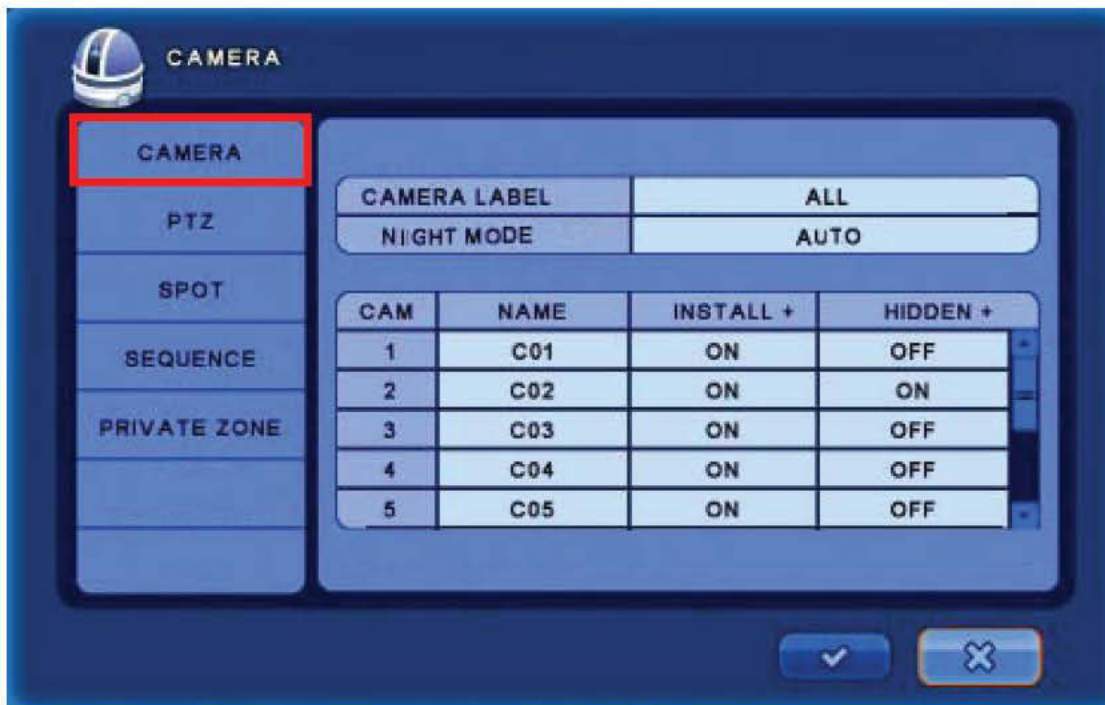 CAMERA
CAMERA
PTZ
SPOT
SEQUENCE
PRIVATE ZONE
CAMERA LABEL ALL
NIIGHT MODE AUTO
CAM NAME INSTALL + HIDDEN +
1 C01 ON OFF
2 C02 ON ON
3 C03 ON OFF
4 C04 ON OFF
5 C05 ON OFF